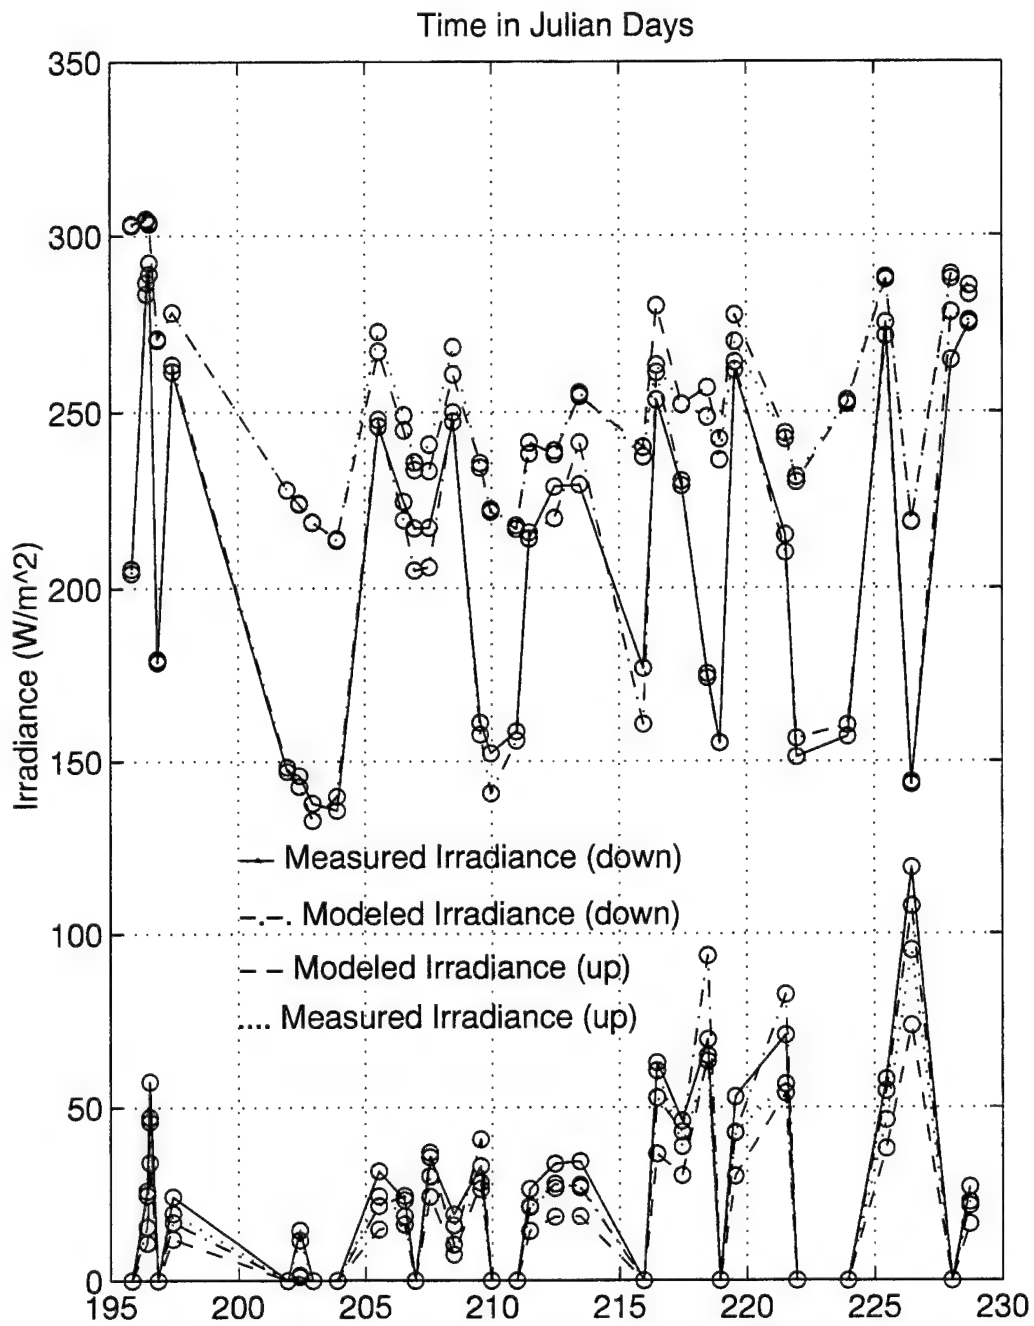 Time in Julian Days
350
300
250
200
150
100
50
0
Irradiance (W/m^2)
Measured Irradiance (down)
Modeled Irradiance (down)
Modeled Irradiance (up)
Measured Irradiance (up)
195 200 205 210 215 220 225 230